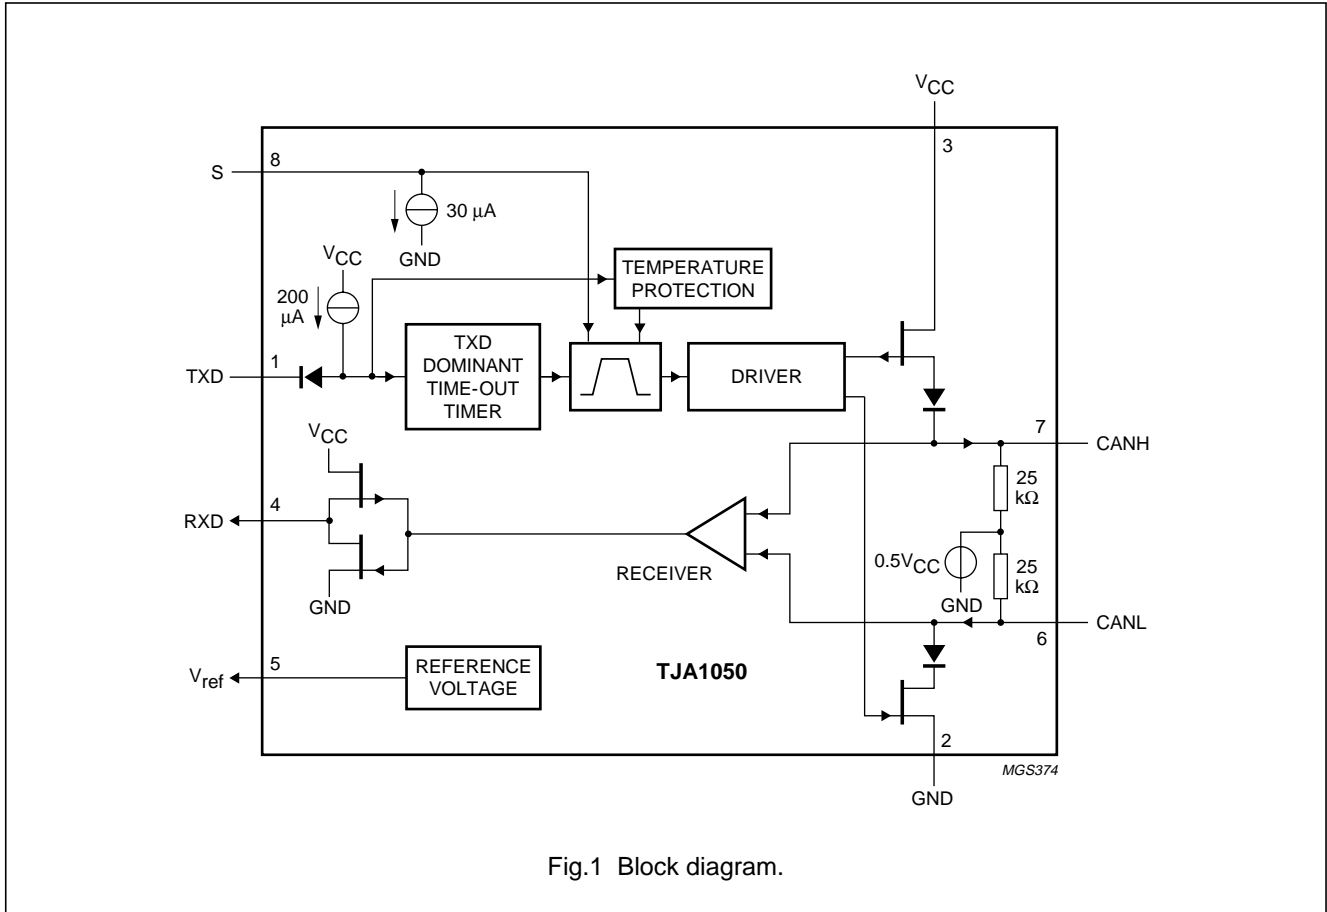 VCC
3
S
8
30 µA
GND
VCC
200
µA
TEMPERATURE
PROTECTION
TXD
1
TXD
DOMINANT
TIME-OUT
TIMER
DRIVER
7
CANH
VCC
25
kΩ
RXD
4
RECEIVER
0.5VCC
GND
25
kΩ
GND
6
CANL
Vref
5
REFERENCE
VOLTAGE
TJA1050
2
MGS374
GND
Fig.1 Block diagram.